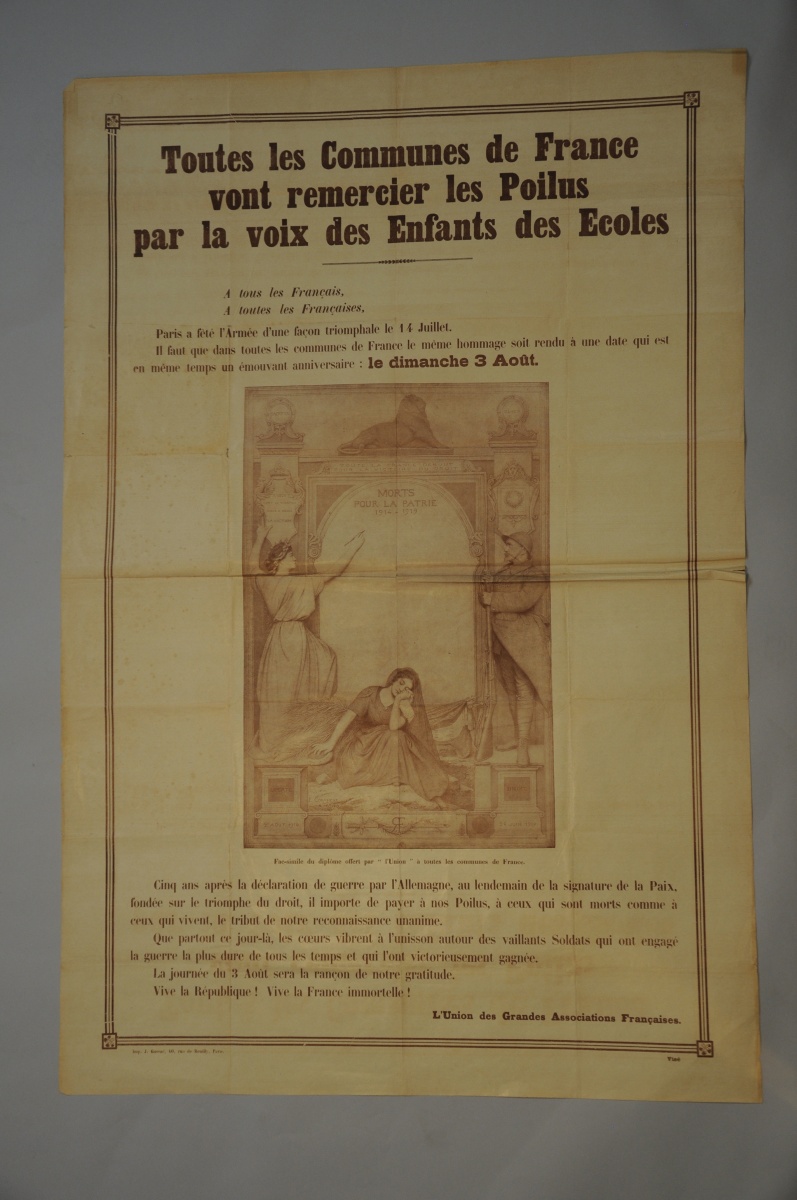 Toutes les Communes de France
vont remercier les Poilus
par la voix des Enfants des Ecoles
A tous les Français,
A toutes les Françaises,
Paris a fêté l'Armée d'une façon triomphale le 14 Juillet.
Il faut que dans toutes les communes de France le même hommage soit rendu à une date qui est
en même temps un émouvant anniversaire : le dimanche 3 Août.
MORTS
POUR LA PATRIE
Fac-simile du diplôme offert par " l'Union " a toutes les communes de France.
Cinq ans après la déclaration de guerre par l'Allemagne, au lendemain de la signature de la Paix,
fondée sur le triomphe du droit, il importe de payer à nos Poilus, à ceux qui sont morts comme à
ceux qui vivent, le tribut de notre reconnaissance unanime.
Que partout ce jour-là, les cœurs vibrent à l'unisson autour des vaillants Soldats qui ont engagé
la guerre la plus dure de tous les temps et qui l'ont victorieusement gagnée.
La journée du 3 Août sera la rançon de notre gratitude.
Vive la République ! Vive la France immortelle !
L'Union des Grandes Associations Françaises.
Visé